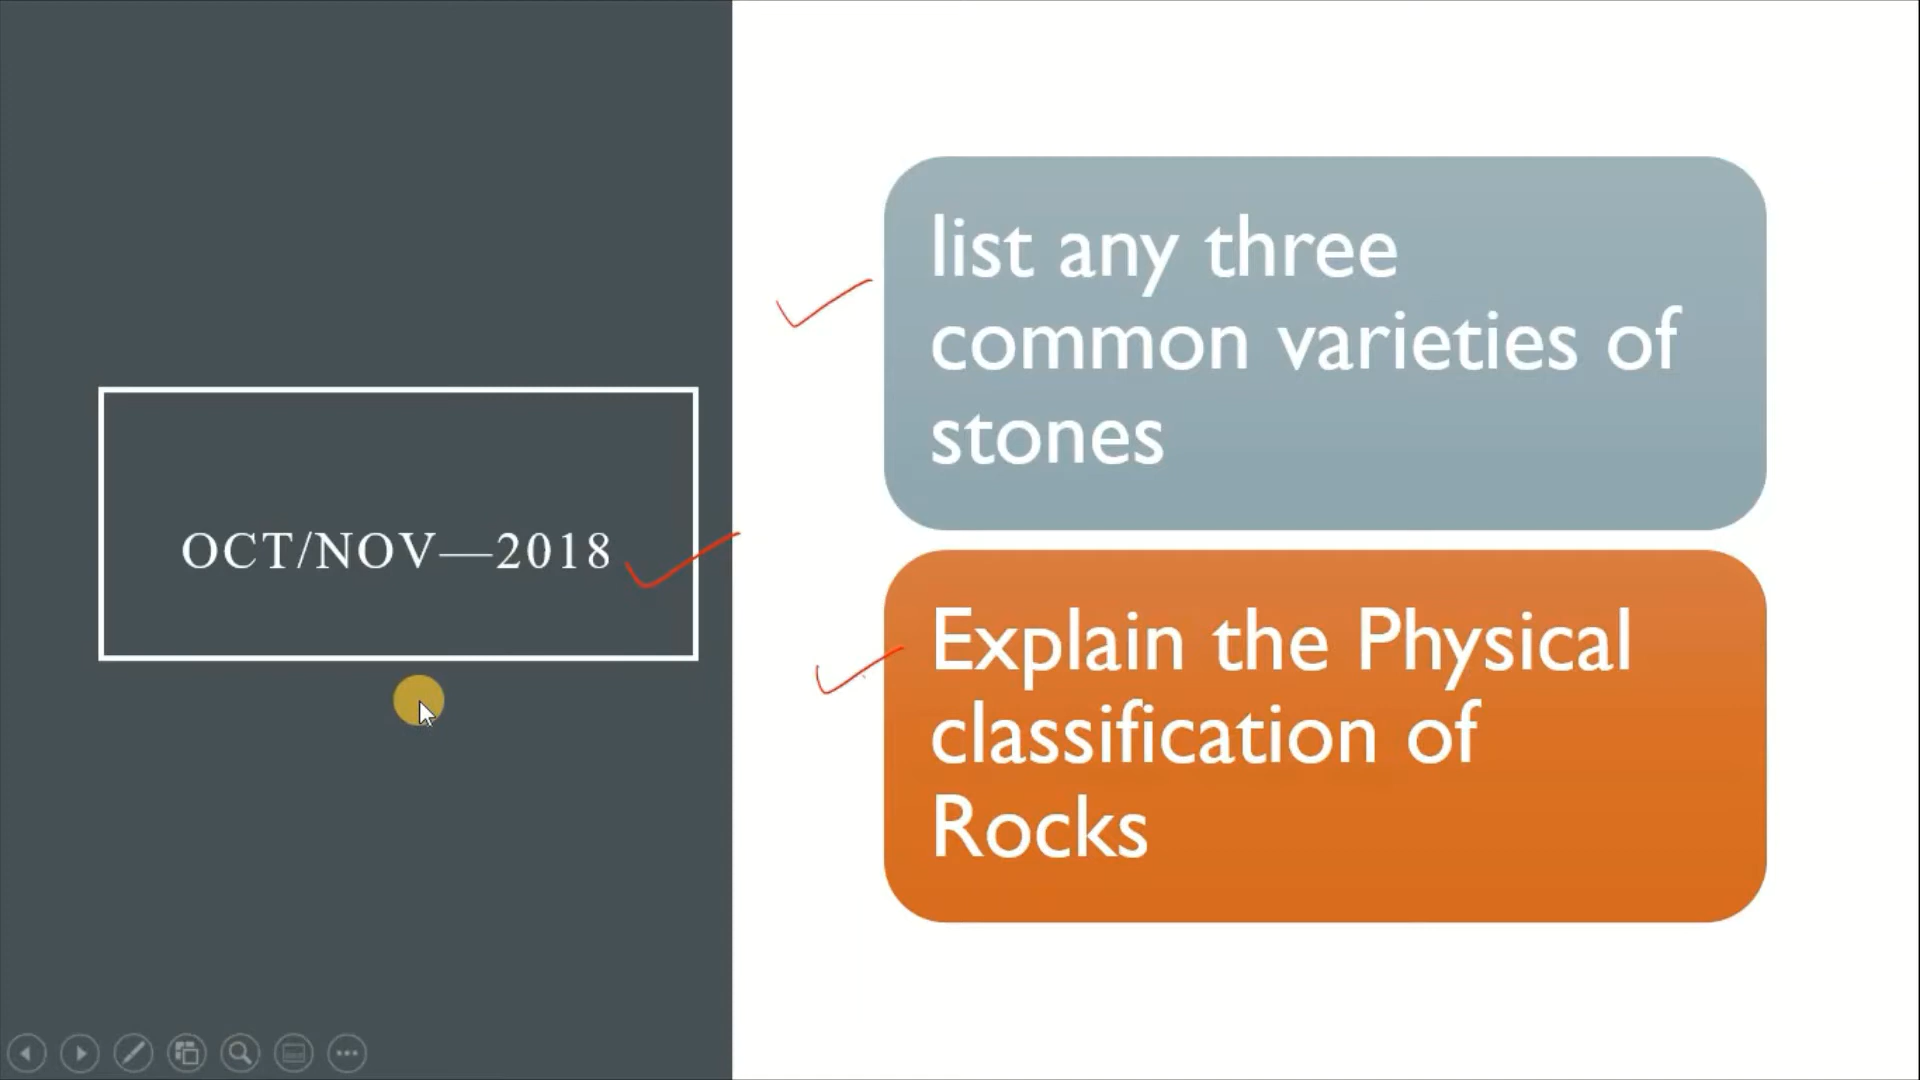 OCT/NOV—2018
list any three
common varieties of
stones
Explain the Physical
classification of
Rocks